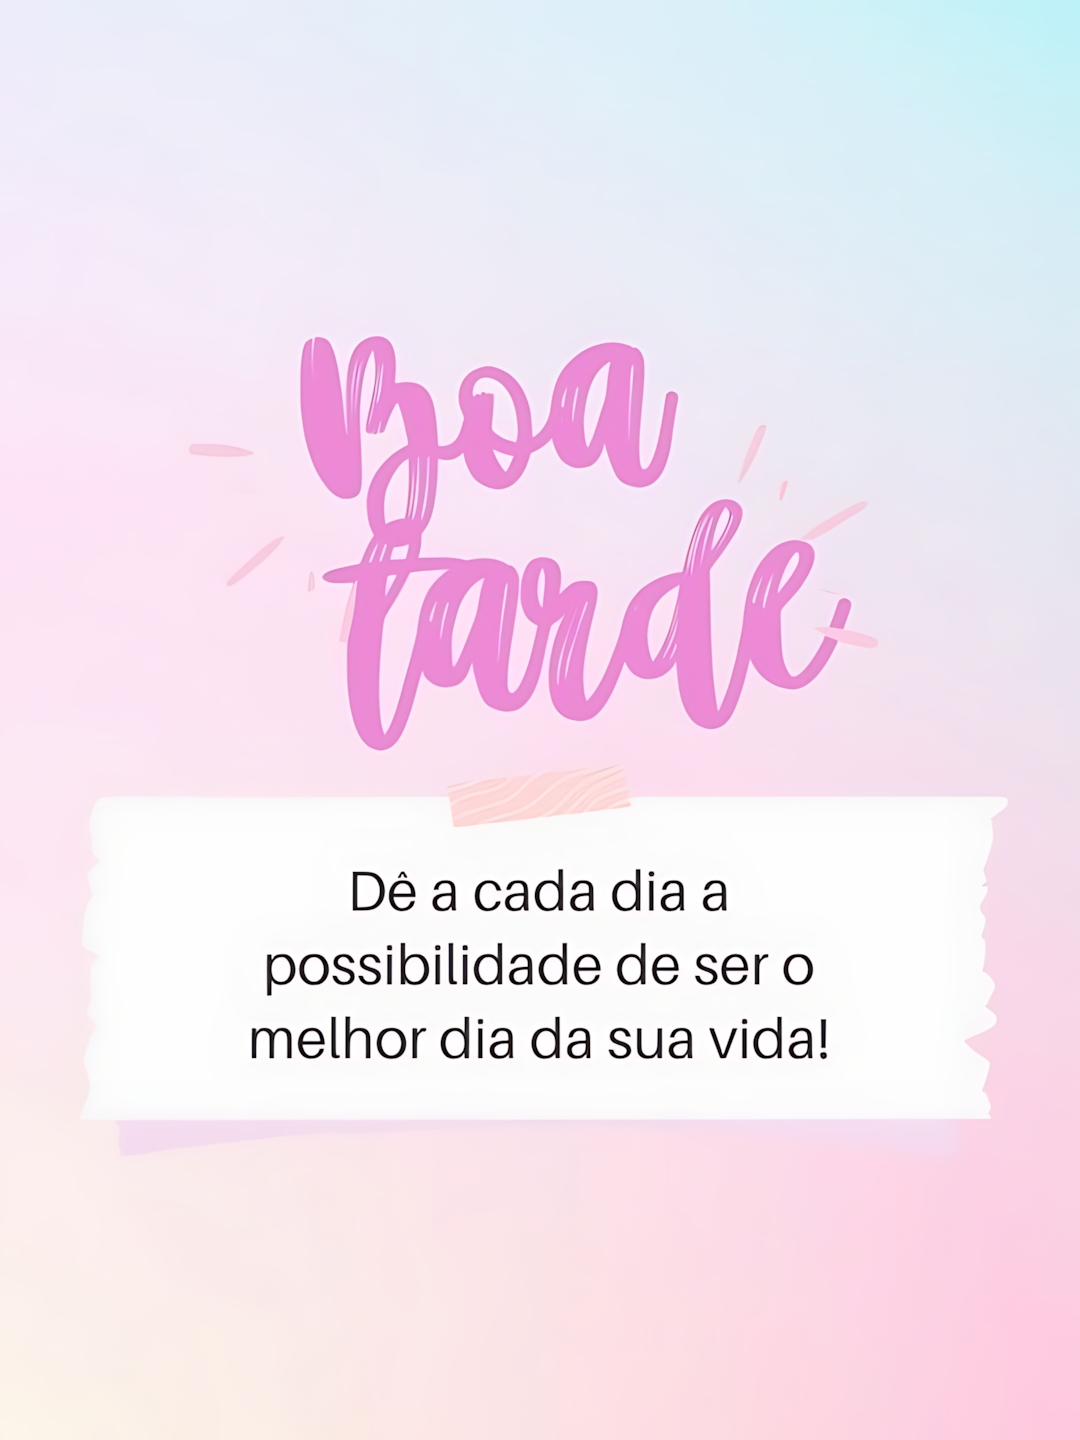 Boa
tarde
Dê a cada dia a
possibilidade de ser o
melhor dia da sua vida!